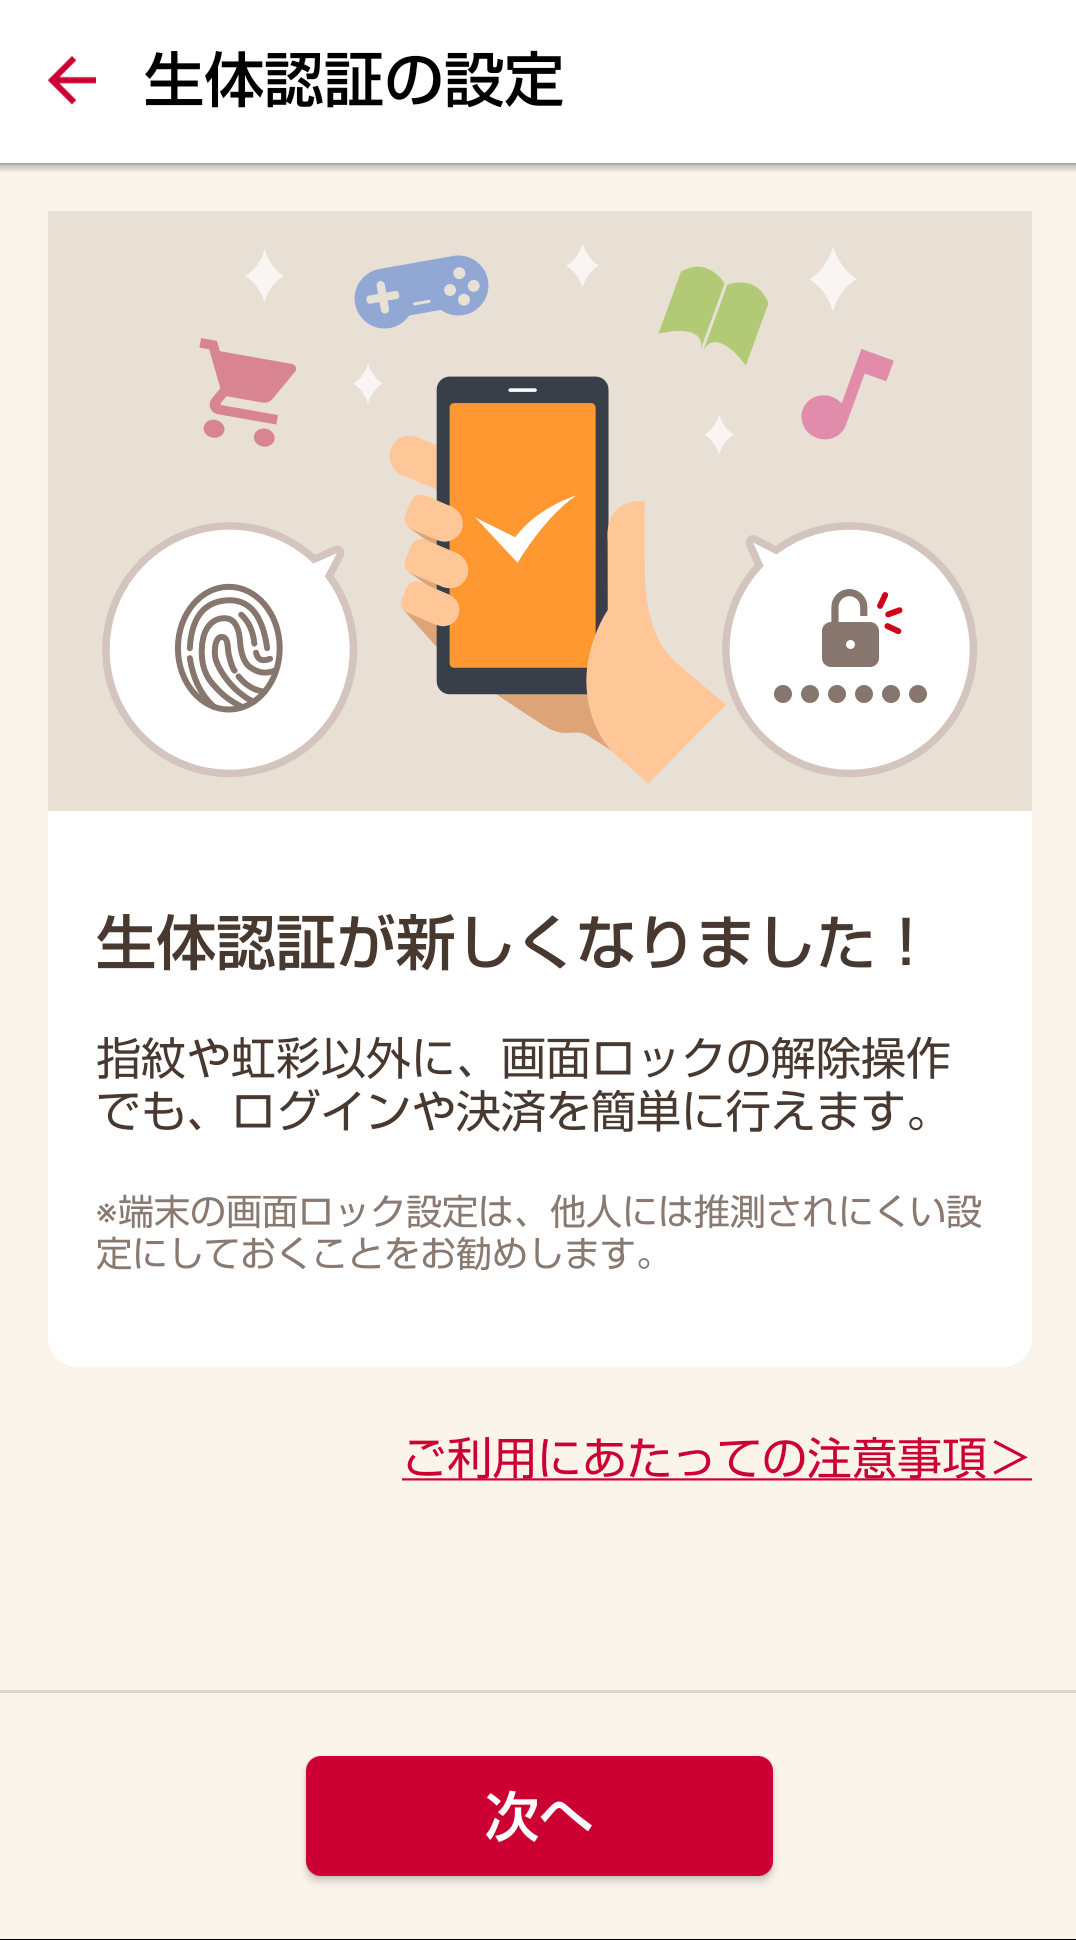 生体認証の設定
生体認証が新しくなりました！
指紋や虹彩以外に、画面ロックの解除操作
でも、ログインや決済を簡単に行えます。
※端末の画面ロック設定は、他人には推測されにくい設
定にしておくことをお勧めします。
ご利用にあたっての注意事項＞
次へ